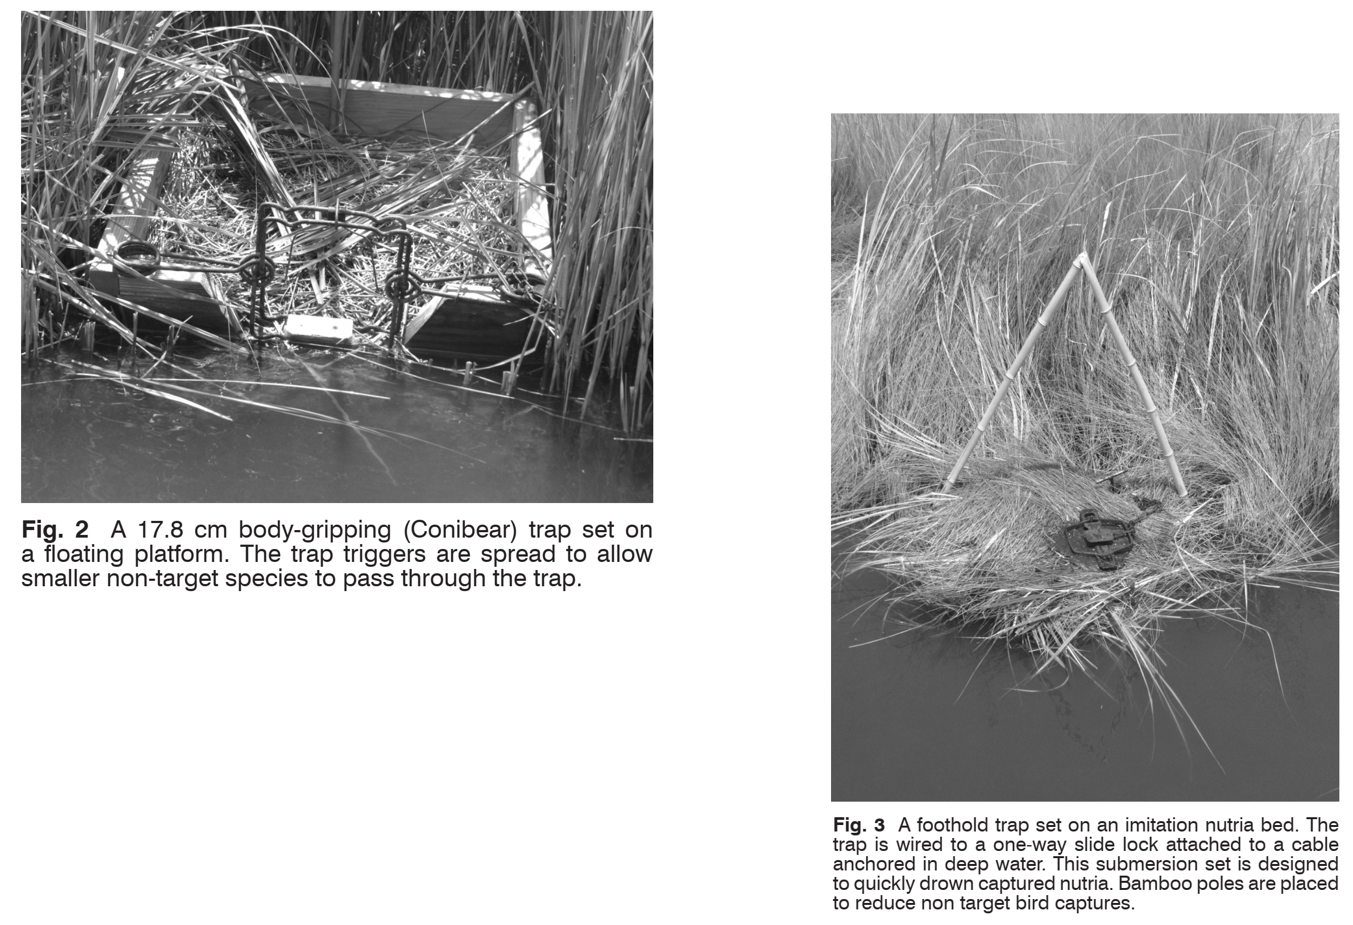 Fig. 2 A 17.8 cm body-gripping (Conibear) trap set on
a floating platform. The trap triggers are spread to allow
smaller non-target species to pass through the trap.
Fig. 3 A foothold trap set on an imitation nutria bed. The
trap is wired to a one-way slide lock attached to a cable
anchored in deep water. This submersion set is designed
to quickly drown captured nutria. Bamboo poles are placed
to reduce non target bird captures.